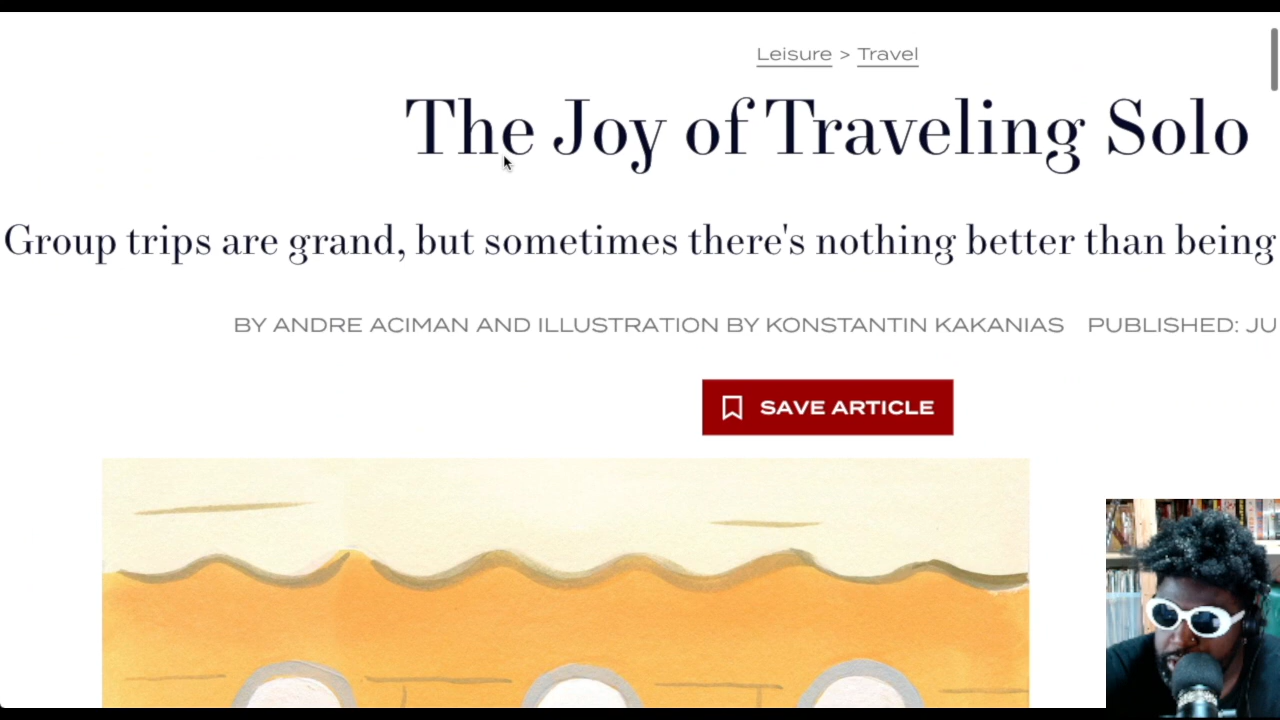 Leisure > Travel
The Joy of Traveling Solo
Group trips are grand, but sometimes there's nothing better than being
BY ANDRE ACIMAN AND ILLUSTRATION BY KONSTANTIN KAKANIAS PUBLISHED: JU
SAVE ARTICLE